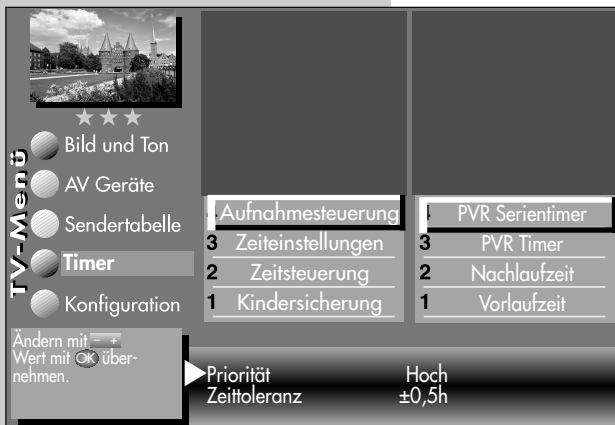 TV-Menü
Bild und Ton
AV Geräte
Sendertabelle
Timer
Konfiguration
Ändern mit - +
Wert mit OK über-
nehmen.
4 Aufnahmesteuerung
3 Zeiteinstellungen
2 Zeitsteuerung
1 Kindersicherung
4 PVR Serientimer
3 PVR Timer
2 Nachlaufzeit
1 Vorlaufzeit
Priorität Hoch
Zeittoleranz ±0,5h